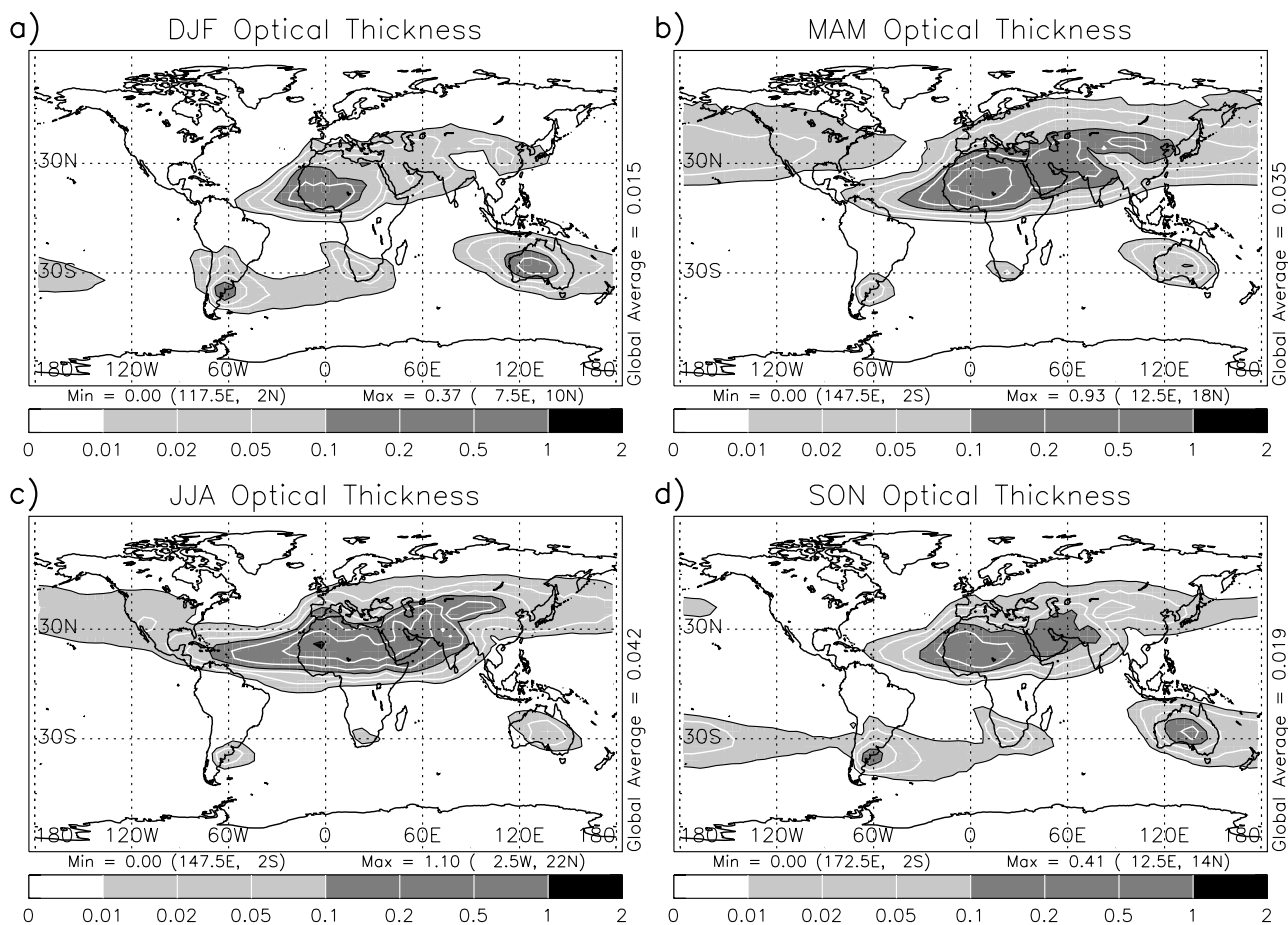 a) DJF Optical Thickness
30N
30S
180 120W 60W 0 60E 120E 180
Global Average = 0.015
Min = 0.00 (117.5E, 2N) Max = 0.37 ( 7.5E, 10N)
0 0.01 0.02 0.05 0.1 0.2 0.5 1 2
b) MAM Optical Thickness
30N
30S
180 120W 60W 0 60E 120E 180
Global Average = 0.035
Min = 0.00 (147.5E, 2S) Max = 0.93 ( 12.5E, 18N)
0 0.01 0.02 0.05 0.1 0.2 0.5 1 2
c) JJA Optical Thickness
30N
30S
180 120W 60W 0 60E 120E 180
Global Average = 0.042
Min = 0.00 (147.5E, 2S) Max = 1.10 ( 2.5W, 22N)
0 0.01 0.02 0.05 0.1 0.2 0.5 1 2
d) SON Optical Thickness
30N
30S
180 120W 60W 0 60E 120E 180
Global Average = 0.019
Min = 0.00 (172.5E, 2S) Max = 0.41 ( 12.5E, 14N)
0 0.01 0.02 0.05 0.1 0.2 0.5 1 2